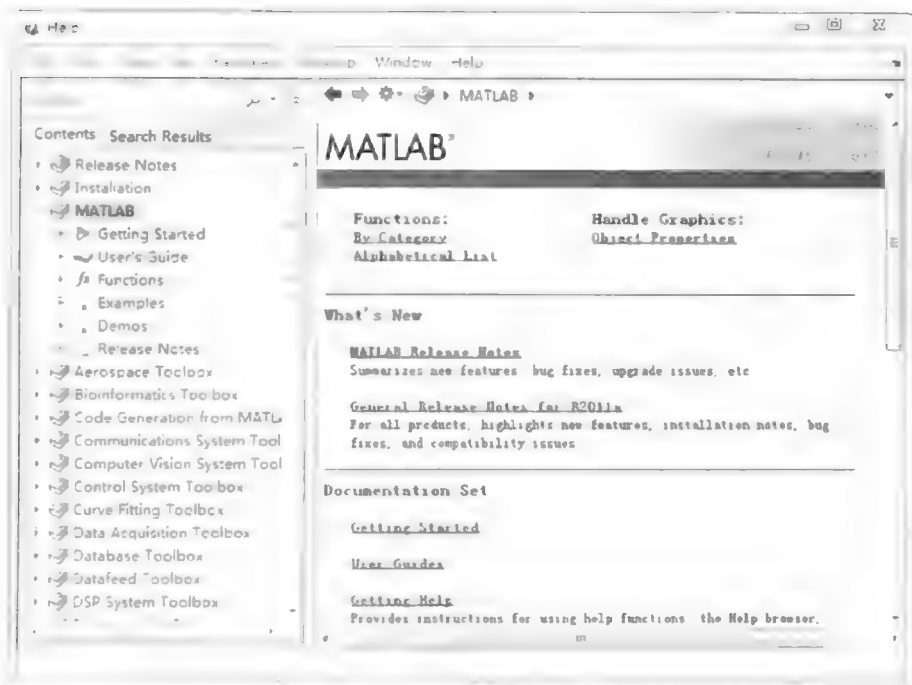 Help
Window Help
MATLAB
Contents Search Results
Release Notes
Installation
MATLAB
Getting Started
User's Guide
fx Functions
Examples
Demos
Release Notes
Aerospace Toolbox
Bioinformatics Toolbox
Code Generation from MATL
Communications System Tool
Computer Vision System Tool
Control System Toolbox
Curve Fitting Toolbox
Data Acquisition Toolbox
Database Toolbox
Datafeed Toolbox
DSP System Toolbox
MATLAB
Functions:
By Category
Alphabetical List
Handle Graphics:
Object Properties
What's New
MATLAB Release Notes
Summarizes new features bug fixes, upgrade issues, etc
General Release Notes for R2011a
For all products, highlights new features, installation notes, bug
fixes, and compatibility issues
Documentation Set
Getting Started
User Guides
Getting Help
Provides instructions for using help functions the Help browser,